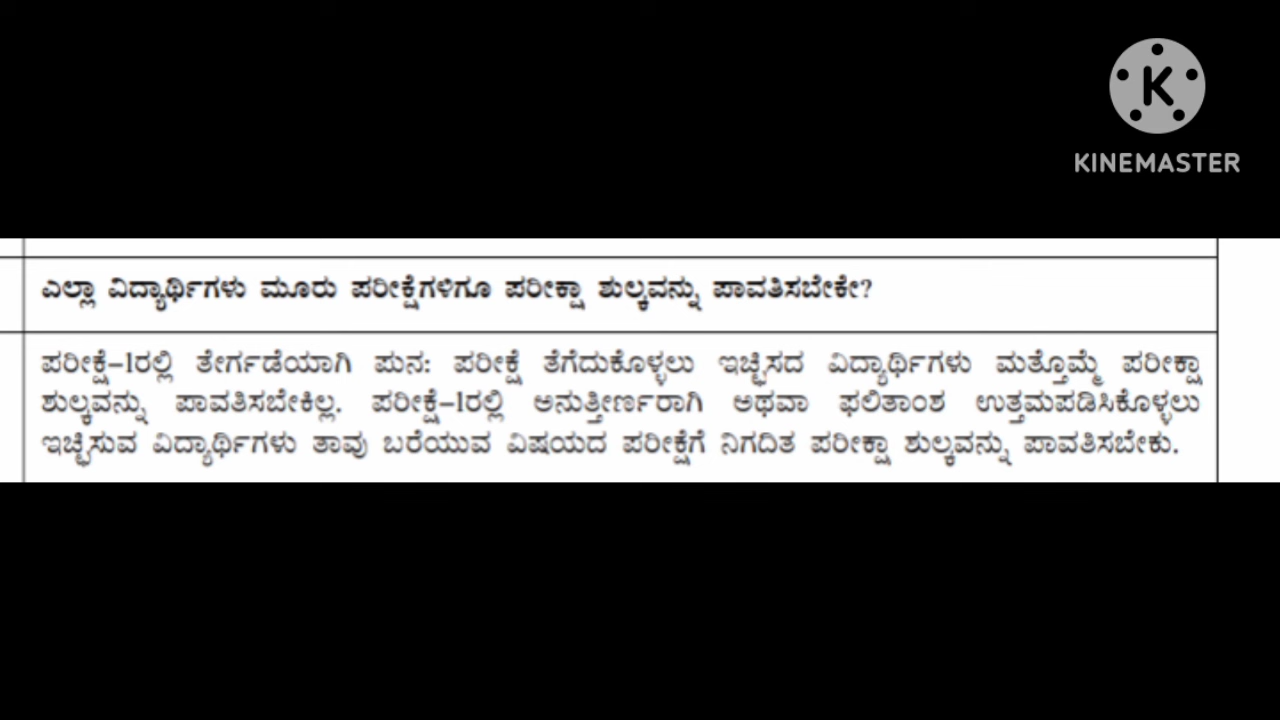 KINEMASTER
ಎಲ್ಲಾ ವಿದ್ಯಾರ್ಥಿಗಳು ಮೂರು ಪರೀಕ್ಷೆಗಳಿಗೂ ಪರೀಕ್ಷಾ ಶುಲ್ಕವನ್ನು ಪಾವತಿಸಬೇಕೇ?
ಪರೀಕ್ಷೆ–1ರಲ್ಲಿ ತೇರ್ಗಡೆಯಾಗಿ ಪುನ: ಪರೀಕ್ಷೆ ತೆಗೆದುಕೊಳ್ಳಲು ಇಚ್ಛಿಸದ ವಿದ್ಯಾರ್ಥಿಗಳು ಮತ್ತೊಮ್ಮೆ ಪರೀಕ್ಷಾ
ಶುಲ್ಕವನ್ನು ಪಾವತಿಸಬೇಕಿಲ್ಲ. ಪರೀಕ್ಷೆ–1ರಲ್ಲಿ ಅನುತ್ತೀರ್ಣರಾಗಿ ಅಥವಾ ಫಲಿತಾಂಶ ಉತ್ತಮಪಡಿಸಿಕೊಳ್ಳಲು
ಇಚ್ಛಿಸುವ ವಿದ್ಯಾರ್ಥಿಗಳು ತಾವು ಬರೆಯುವ ವಿಷಯದ ಪರೀಕ್ಷೆಗೆ ನಿಗದಿತ ಪರೀಕ್ಷಾ ಶುಲ್ಕವನ್ನು ಪಾವತಿಸಬೇಕು.